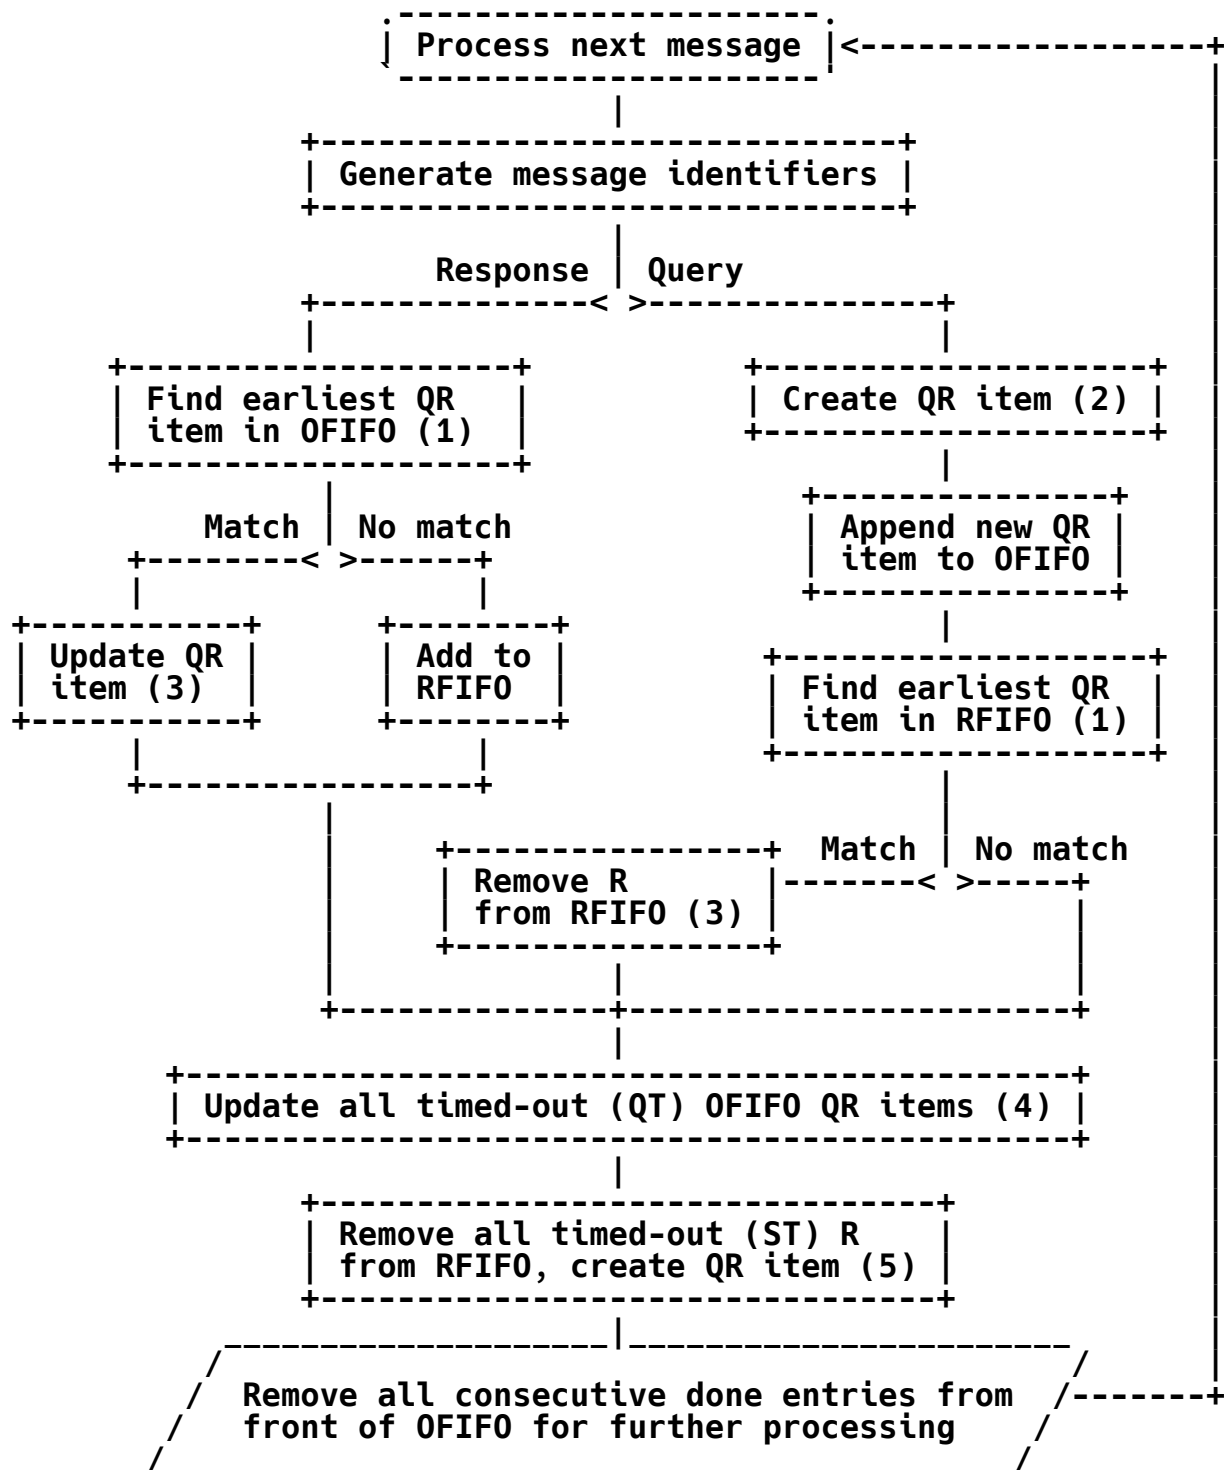 Process next message
Generate message identifiers
Response Query
Find earliest QR
item in OFIFO (1)
Create QR item (2)
Match No match
Append new QR
item to OFIFO
Update QR
item (3)
Add to
RFIFO
Find earliest QR
item in RFIFO (1)
Match No match
Remove R
from RFIFO (3)
Update all timed-out (QT) OFIFO QR items (4)
Remove all timed-out (ST) R
from RFIFO, create QR item (5)
Remove all consecutive done entries from
front of OFIFO for further processing